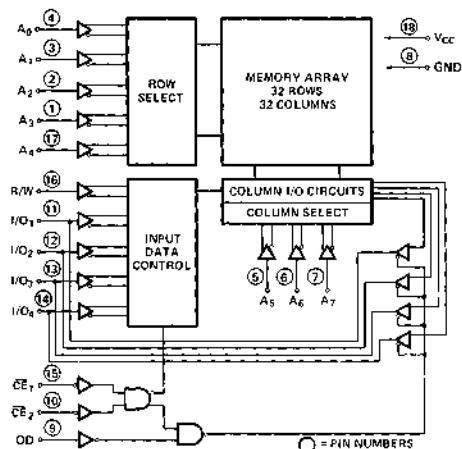 ④ A₀
③ A₁
② A₂
① A₃
⑰ A₄
ROW
SELECT
MEMORY ARRAY
32 ROWS
32 COLUMNS
⑱ VCC
⑧ GND
⑯ R/W
⑪ I/O₁
⑫ I/O₂
⑬ I/O₃
⑭ I/O₄
INPUT
DATA
CONTROL
COLUMN I/O CIRCUITS
COLUMN SELECT
⑤ ⑥ ⑦
A₅ A₆ A₇
⑮ C̅E̅₁
⑩ C̅E̅₂
⑨ OD
◯ = PIN NUMBERS